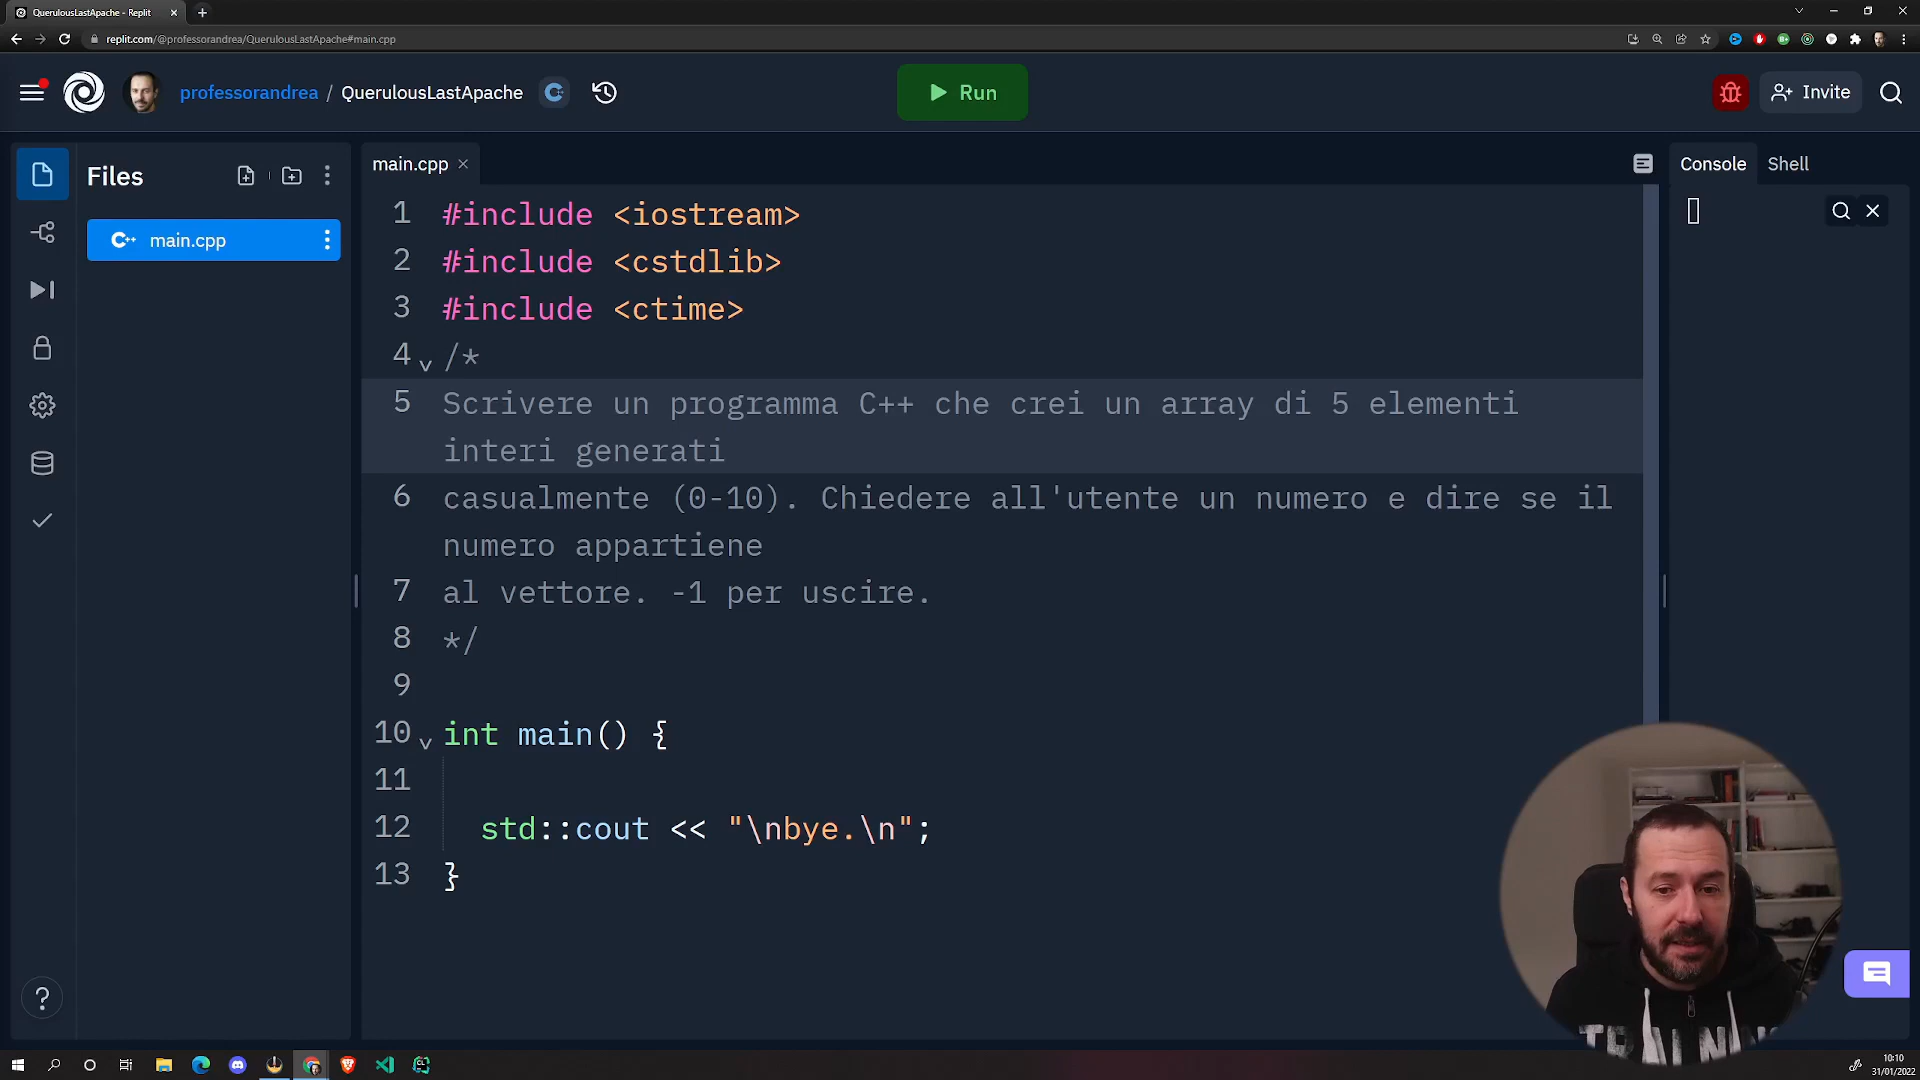 QuerulousLastApache - Replit
replit.com/@professorandrea/QuerulousLastApache#main.cpp
professorandrea / QuerulousLastApache
Run
Invite
Files
main.cpp
main.cpp
Console
Shell
1 #include <iostream>
2 #include <cstdlib>
3 #include <ctime>
4 /*
5 Scrivere un programma C++ che crei un array di 5 elementi
interi generati
6 casualmente (0-10). Chiedere all'utente un numero e dire se il
numero appartiene
7 al vettore. -1 per uscire.
8 */
9
10 int main() {
11
12 std::cout << "\nbye.\n";
13 }
10:10
31/01/2022